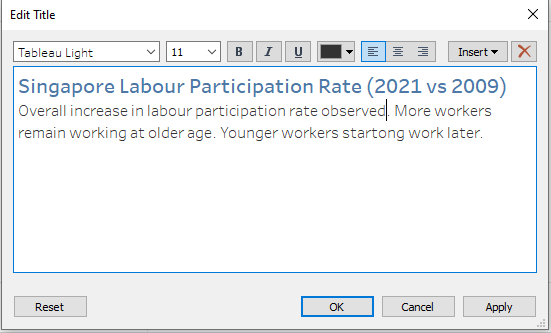 Edit Title
Tableau Light 11 B I U Insert
Singapore Labour Participation Rate (2021 vs 2009)
Overall increase in labour participation rate observed. More workers
remain working at older age. Younger workers startong work later.
Reset OK Cancel Apply